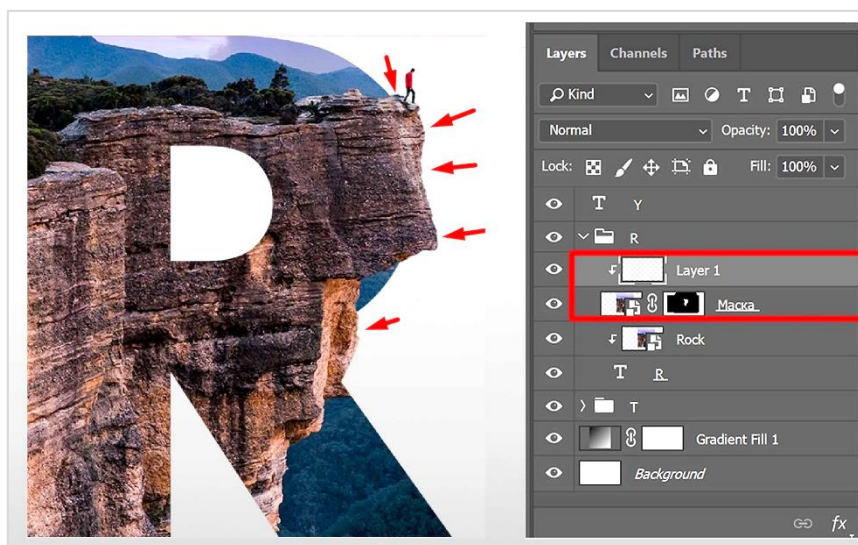 R
Layers Channels Paths
Kind
Normal Opacity: 100%
Lock: Fill: 100%
T Y
R
Layer 1
Маска
Rock
T R
T
Gradient Fill 1
Background
fx